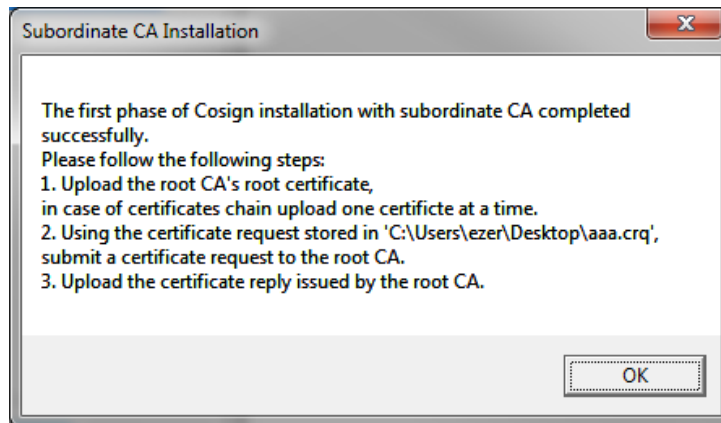 Subordinate CA Installation
The first phase of Cosign installation with subordinate CA completed
successfully.
Please follow the following steps:
1. Upload the root CA's root certificate,
in case of certificates chain upload one certificte at a time.
2. Using the certificate request stored in 'C:\Users\ezer\Desktop\aaa.crq',
submit a certificate request to the root CA.
3. Upload the certificate reply issued by the root CA.
OK